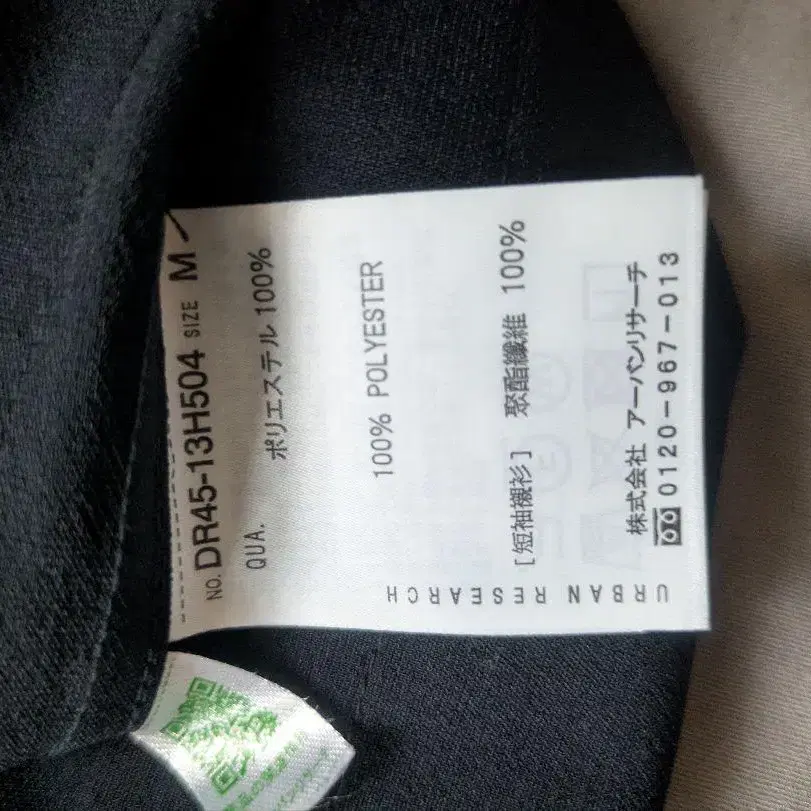 NO. DR45-13H504 SIZE M
QUA.
ポリエステル 100%
100% POLYESTER
[短袖襯衫] 聚酯纖維 100%
株式会社 アーバンリサーチ
0120-967-013
URBAN RESEARCH